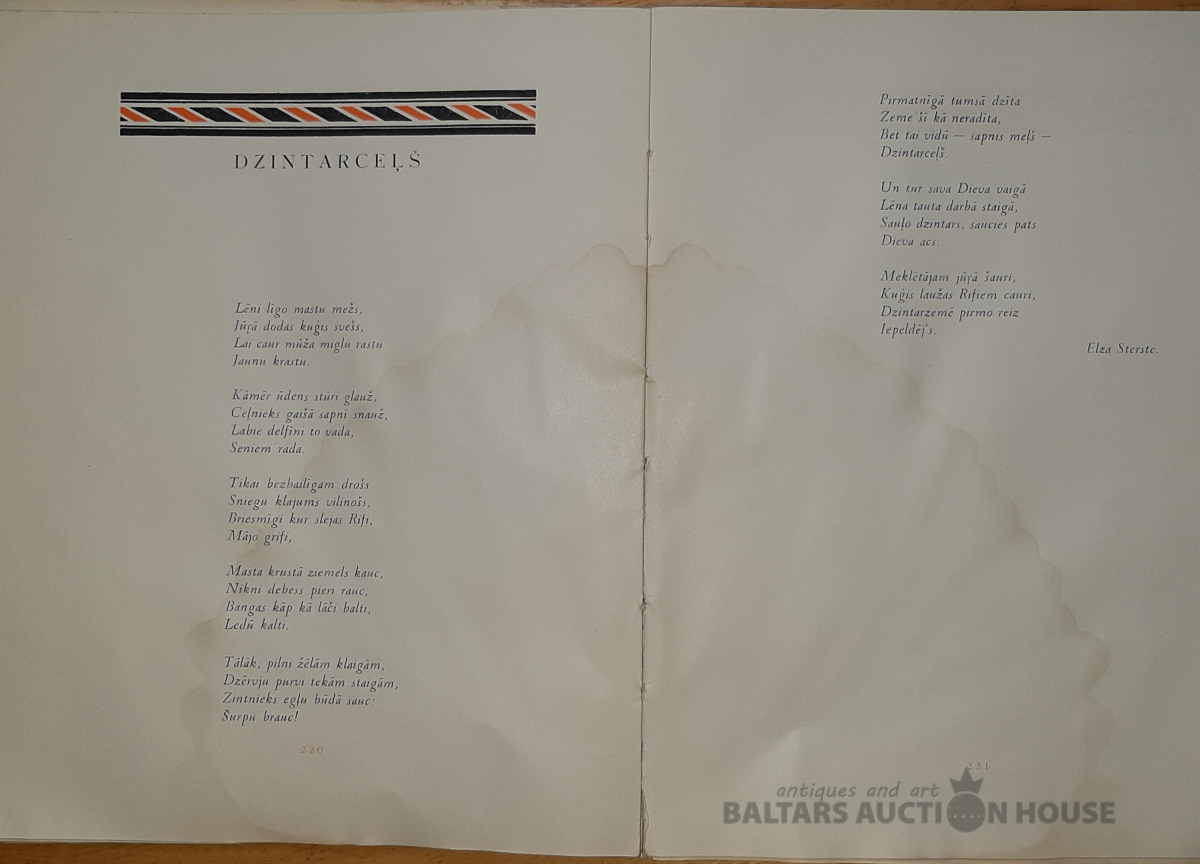 DZINTARCEĻŠ
Lēni līgo mastu mežs,
Jūŗā dodas kuģis svešs,
Lai caur mūža miglu rastu
Jaunu krastu.
Kāmēr ūdens stūri glauž,
Ceļnieks gaišā sapnī snauž,
Labie delfīni to vada,
Seniem rada.
Tikai bezbailīgam drošs
Sniegu klajums vilinošs,
Briesmīgi kur slejas Rifi,
Mājo grifi,
Masta krustā ziemels kauc,
Nikni debess pieri rauc,
Bangas kāp kā lāči balti,
Ledū kalti.
Tālāk, pilni žēlām klaigām,
Dzērvju purvi tekām staigām,
Zintnieks egļu būdā sauc:
Šurpu brauc!
220
Pirmatnīgā tumsā dzīta
Zeme šī kā neradīta,
Bet tai vidū — sapnis meļš —
Dzintarceļš.
Un tur sava Dieva vaigā
Lēna tauta darbā staigā,
Sauļo dzintars, saucies pats
Dieva acs.
Meklētājam jūŗā šauri,
Kuģis laužas Rifiem cauri,
Dzintarzemē pirmo reiz
Iepeldēj's.
Elza Sterste.
221
antiques and art
BALTARS AUCTION HOUSE